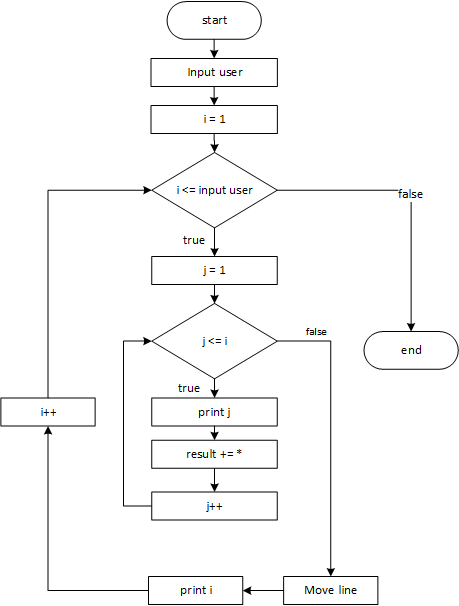 start
Input user
i = 1
i <= input user
false
true
j = 1
j <= i
false
true
print j
i++
result += *
j++
print i
Move line
end